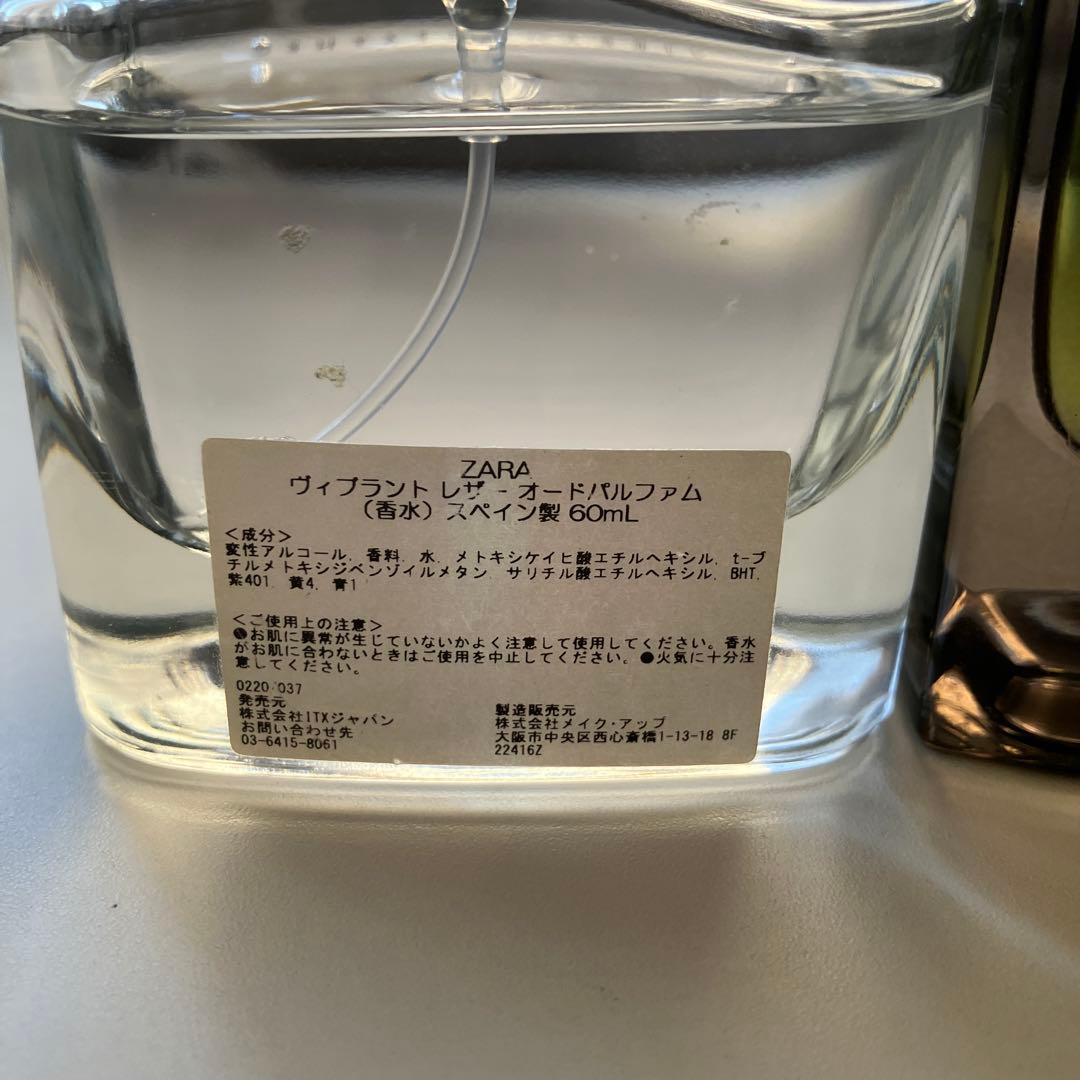 ZARA
ヴィブラント レザー オードパルファム
(香水) スペイン製 60mL
<成分>
変性アルコール, 香料, 水, メトキシケイヒ酸エチルヘキシル, t-ブ
チルメトキシジベンゾイルメタン, サリチル酸エチルヘキシル, BHT,
紫401, 黄4, 青1
<ご使用上の注意>
●お肌に異常が生じていないかよく注意して使用してください。香水
がお肌に合わないときはご使用を中止してください。●火気に十分注
意してください。
0220/037
発売元
株式会社ITXジャパン
お問い合わせ先
03-6415-8061
製造販売元
株式会社メイク・アップ
大阪市中央区西心斎橋1-13-18 8F
22416Z